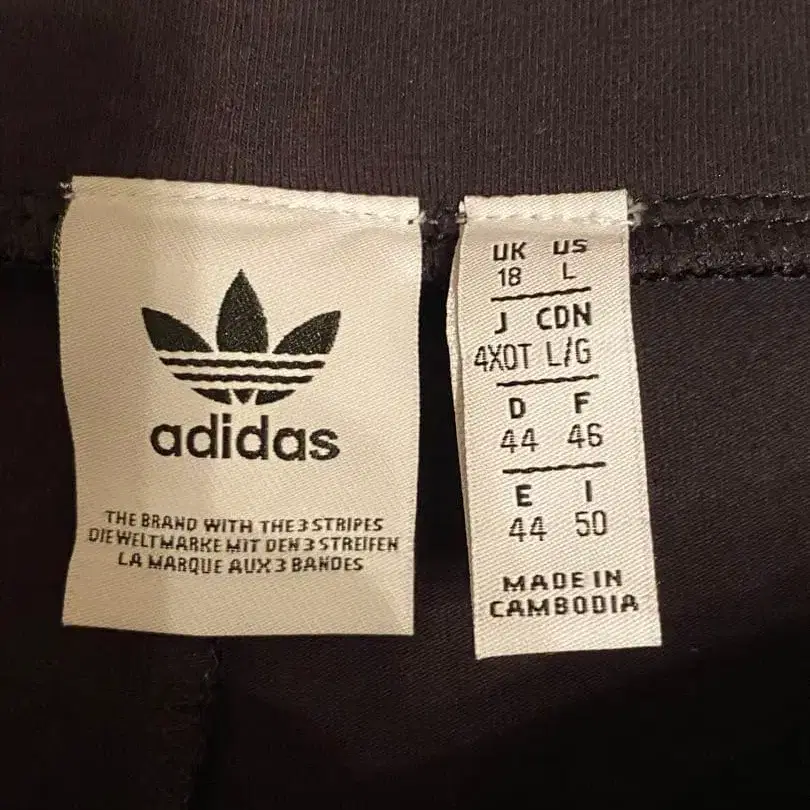 adidas
THE BRAND WITH THE 3 STRIPES
DIE WELTMARKE MIT DEN 3 STREIFEN
LA MARQUE AUX 3 BANDES
UK US
18 L
J CDN
4XOT L/G
D F
44 46
E I
44 50
MADE IN
CAMBODIA